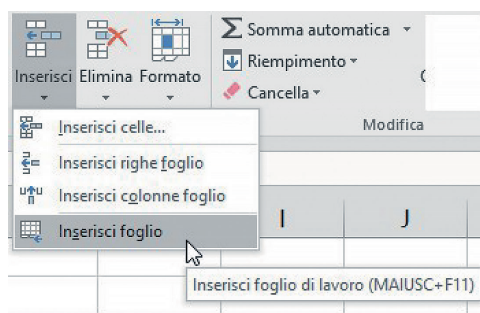 Inserisci Elimina Formato
Somma automatica
Riempimento
Cancella
Modifica
Inserisci celle...
Inserisci righe foglio
Inserisci colonne foglio
Inserisci foglio
I J
Inserisci foglio di lavoro (MAIUSC+F11)